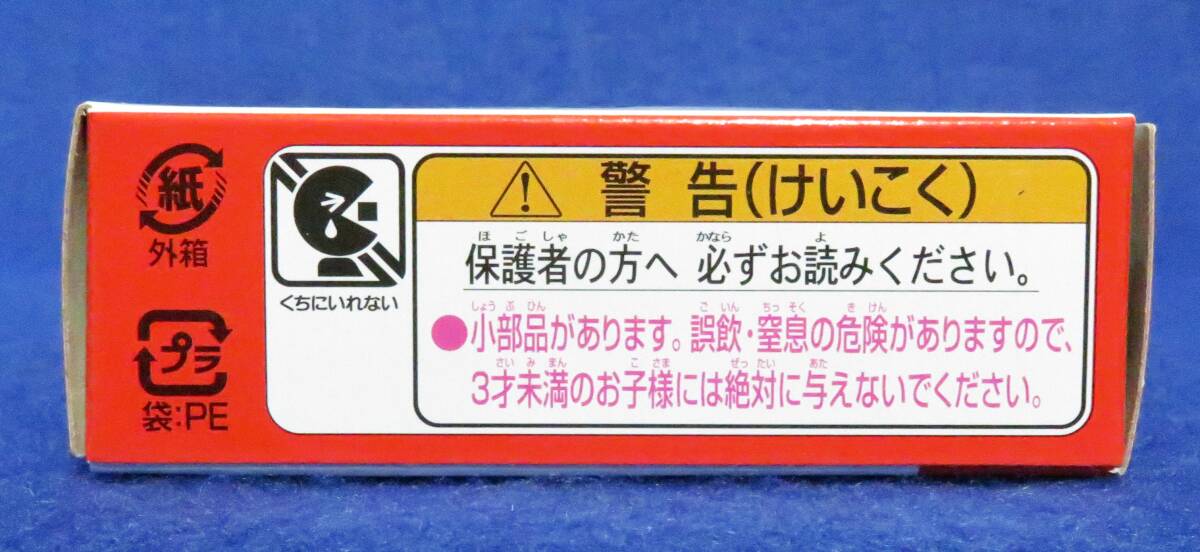 紙
外箱
プラ
袋:PE
くちにいれない
警告(けいこく)
ほごしゃ かた かなら よ
保護者の方へ 必ずお読みください。
しょうぶひん ごいん ちっそく きけん
●小部品があります。誤飲・窒息の危険がありますので、
さいみまん こさま ぜったい あた
3才未満のお子様には絶対に与えないでください。